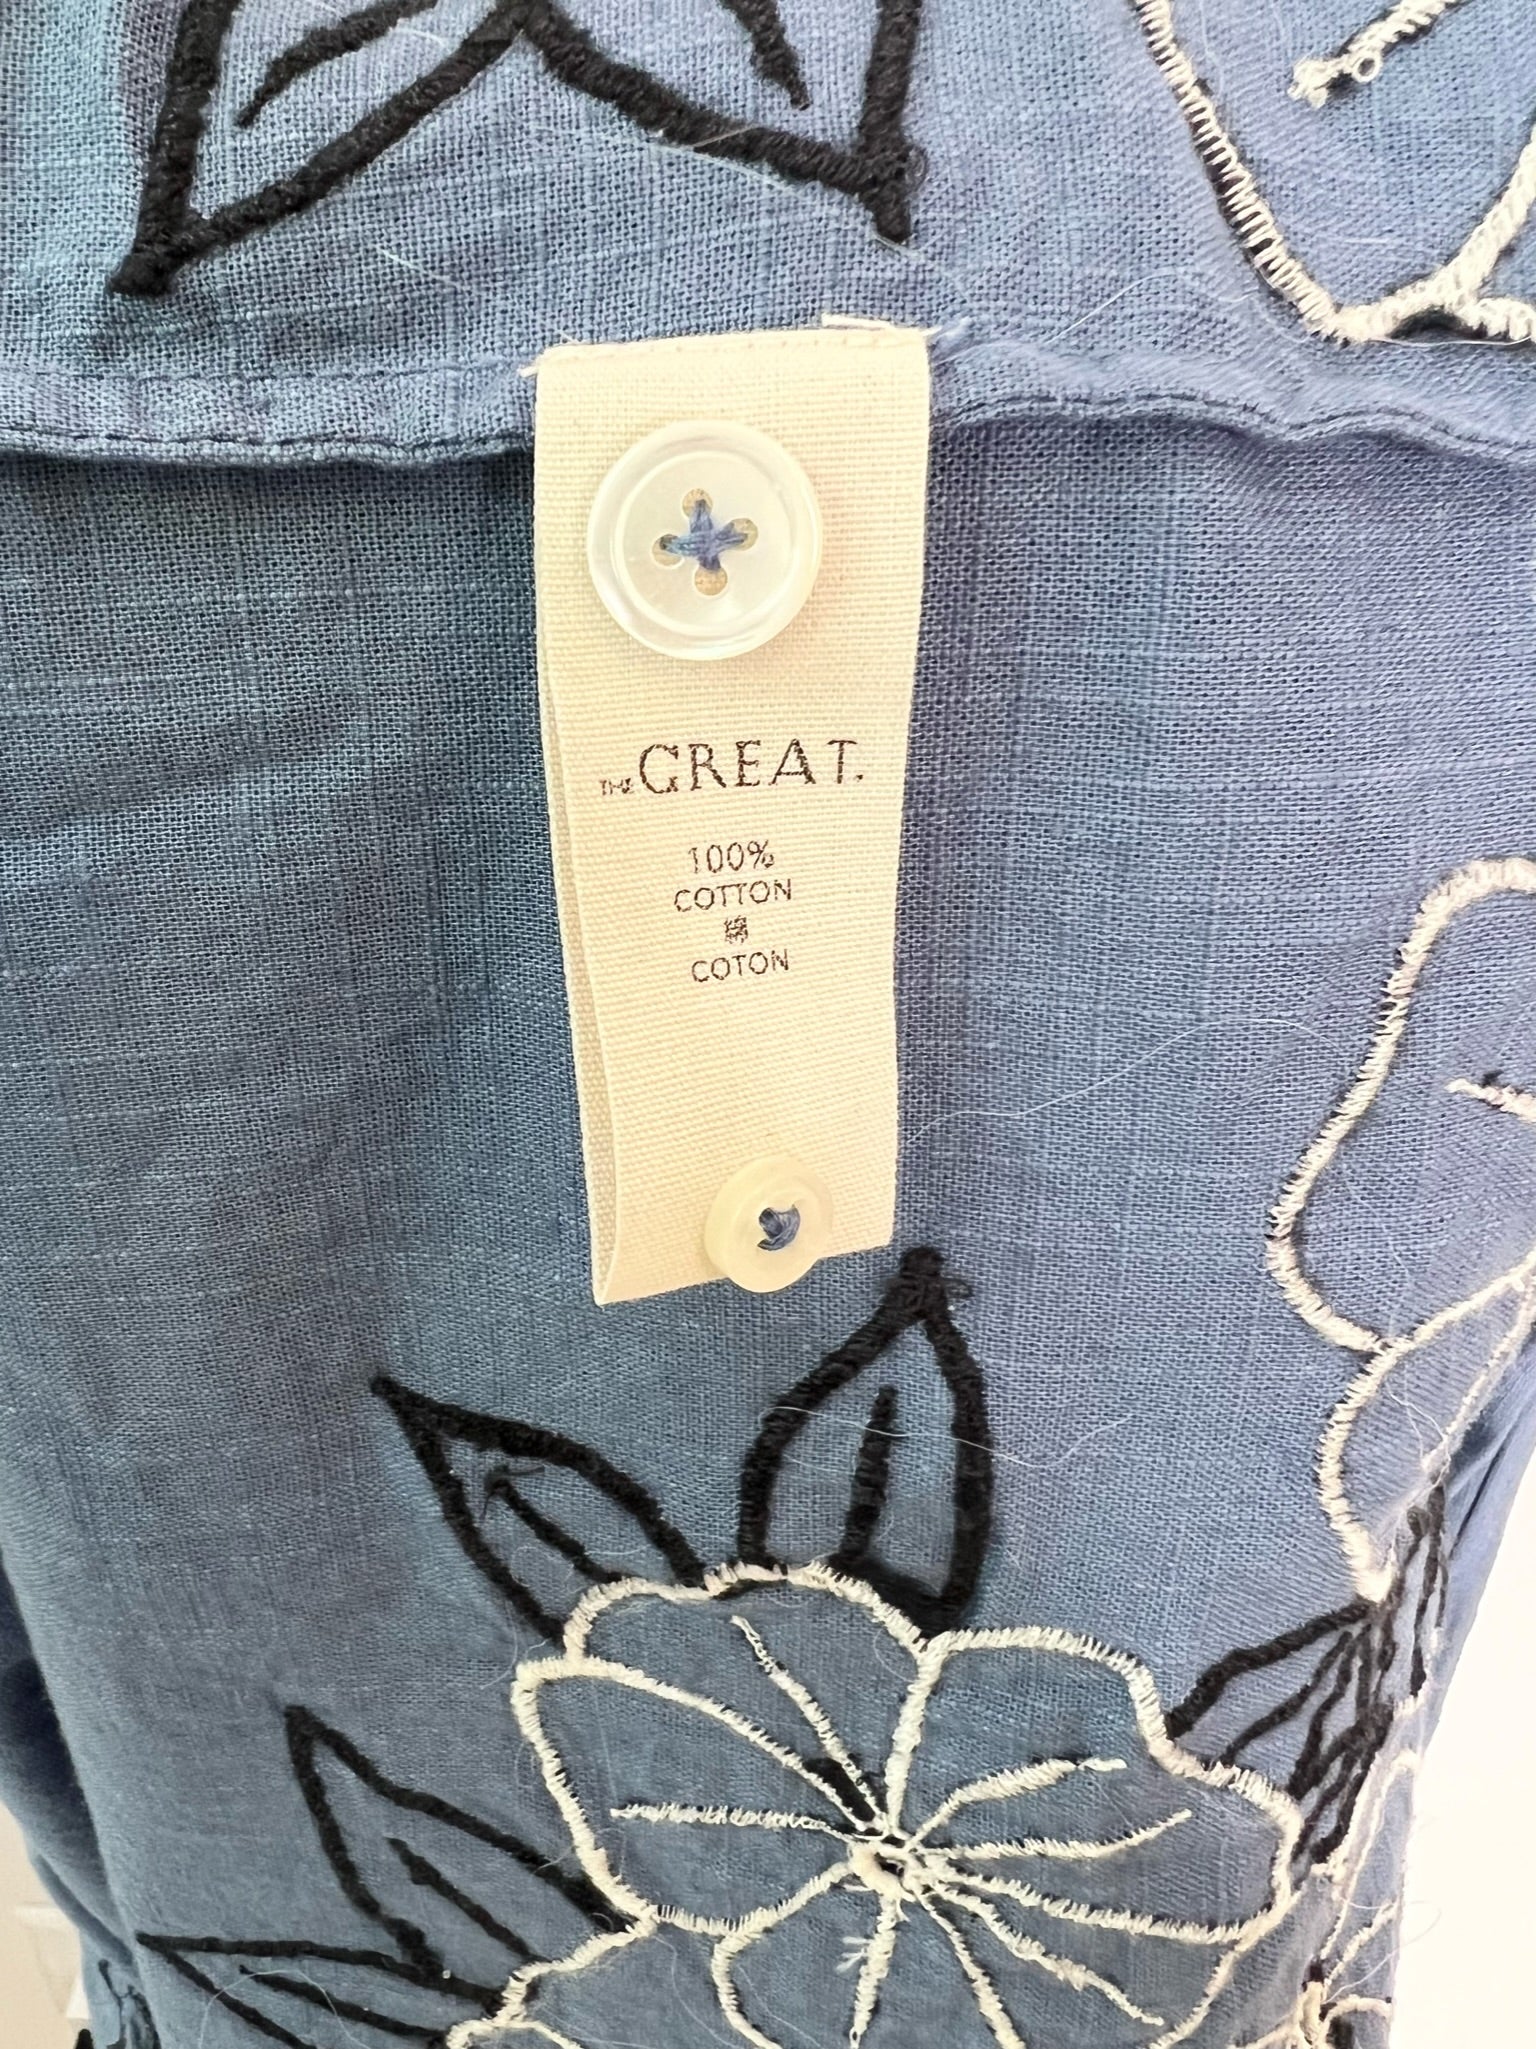 THE GREAT.
100%
COTTON
棉
COTON